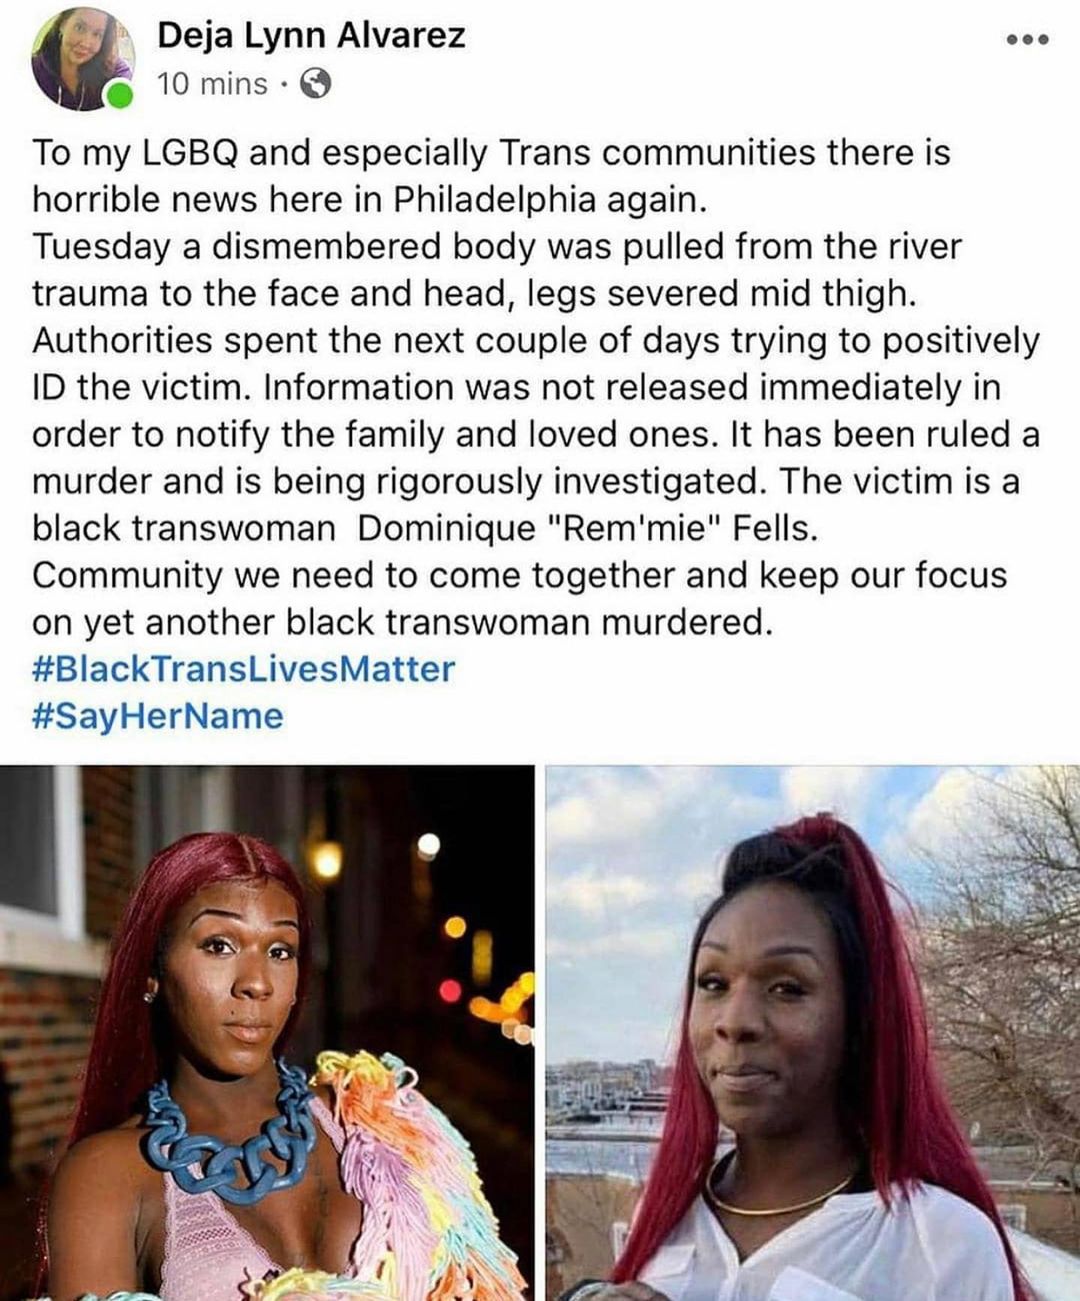 Deja Lynn Alvarez
10 mins ·
To my LGBQ and especially Trans communities there is
horrible news here in Philadelphia again.
Tuesday a dismembered body was pulled from the river
trauma to the face and head, legs severed mid thigh.
Authorities spent the next couple of days trying to positively
ID the victim. Information was not released immediately in
order to notify the family and loved ones. It has been ruled a
murder and is being rigorously investigated. The victim is a
black transwoman  Dominique "Rem'mie" Fells.
Community we need to come together and keep our focus
on yet another black transwoman murdered.
#BlackTransLivesMatter
#SayHerName